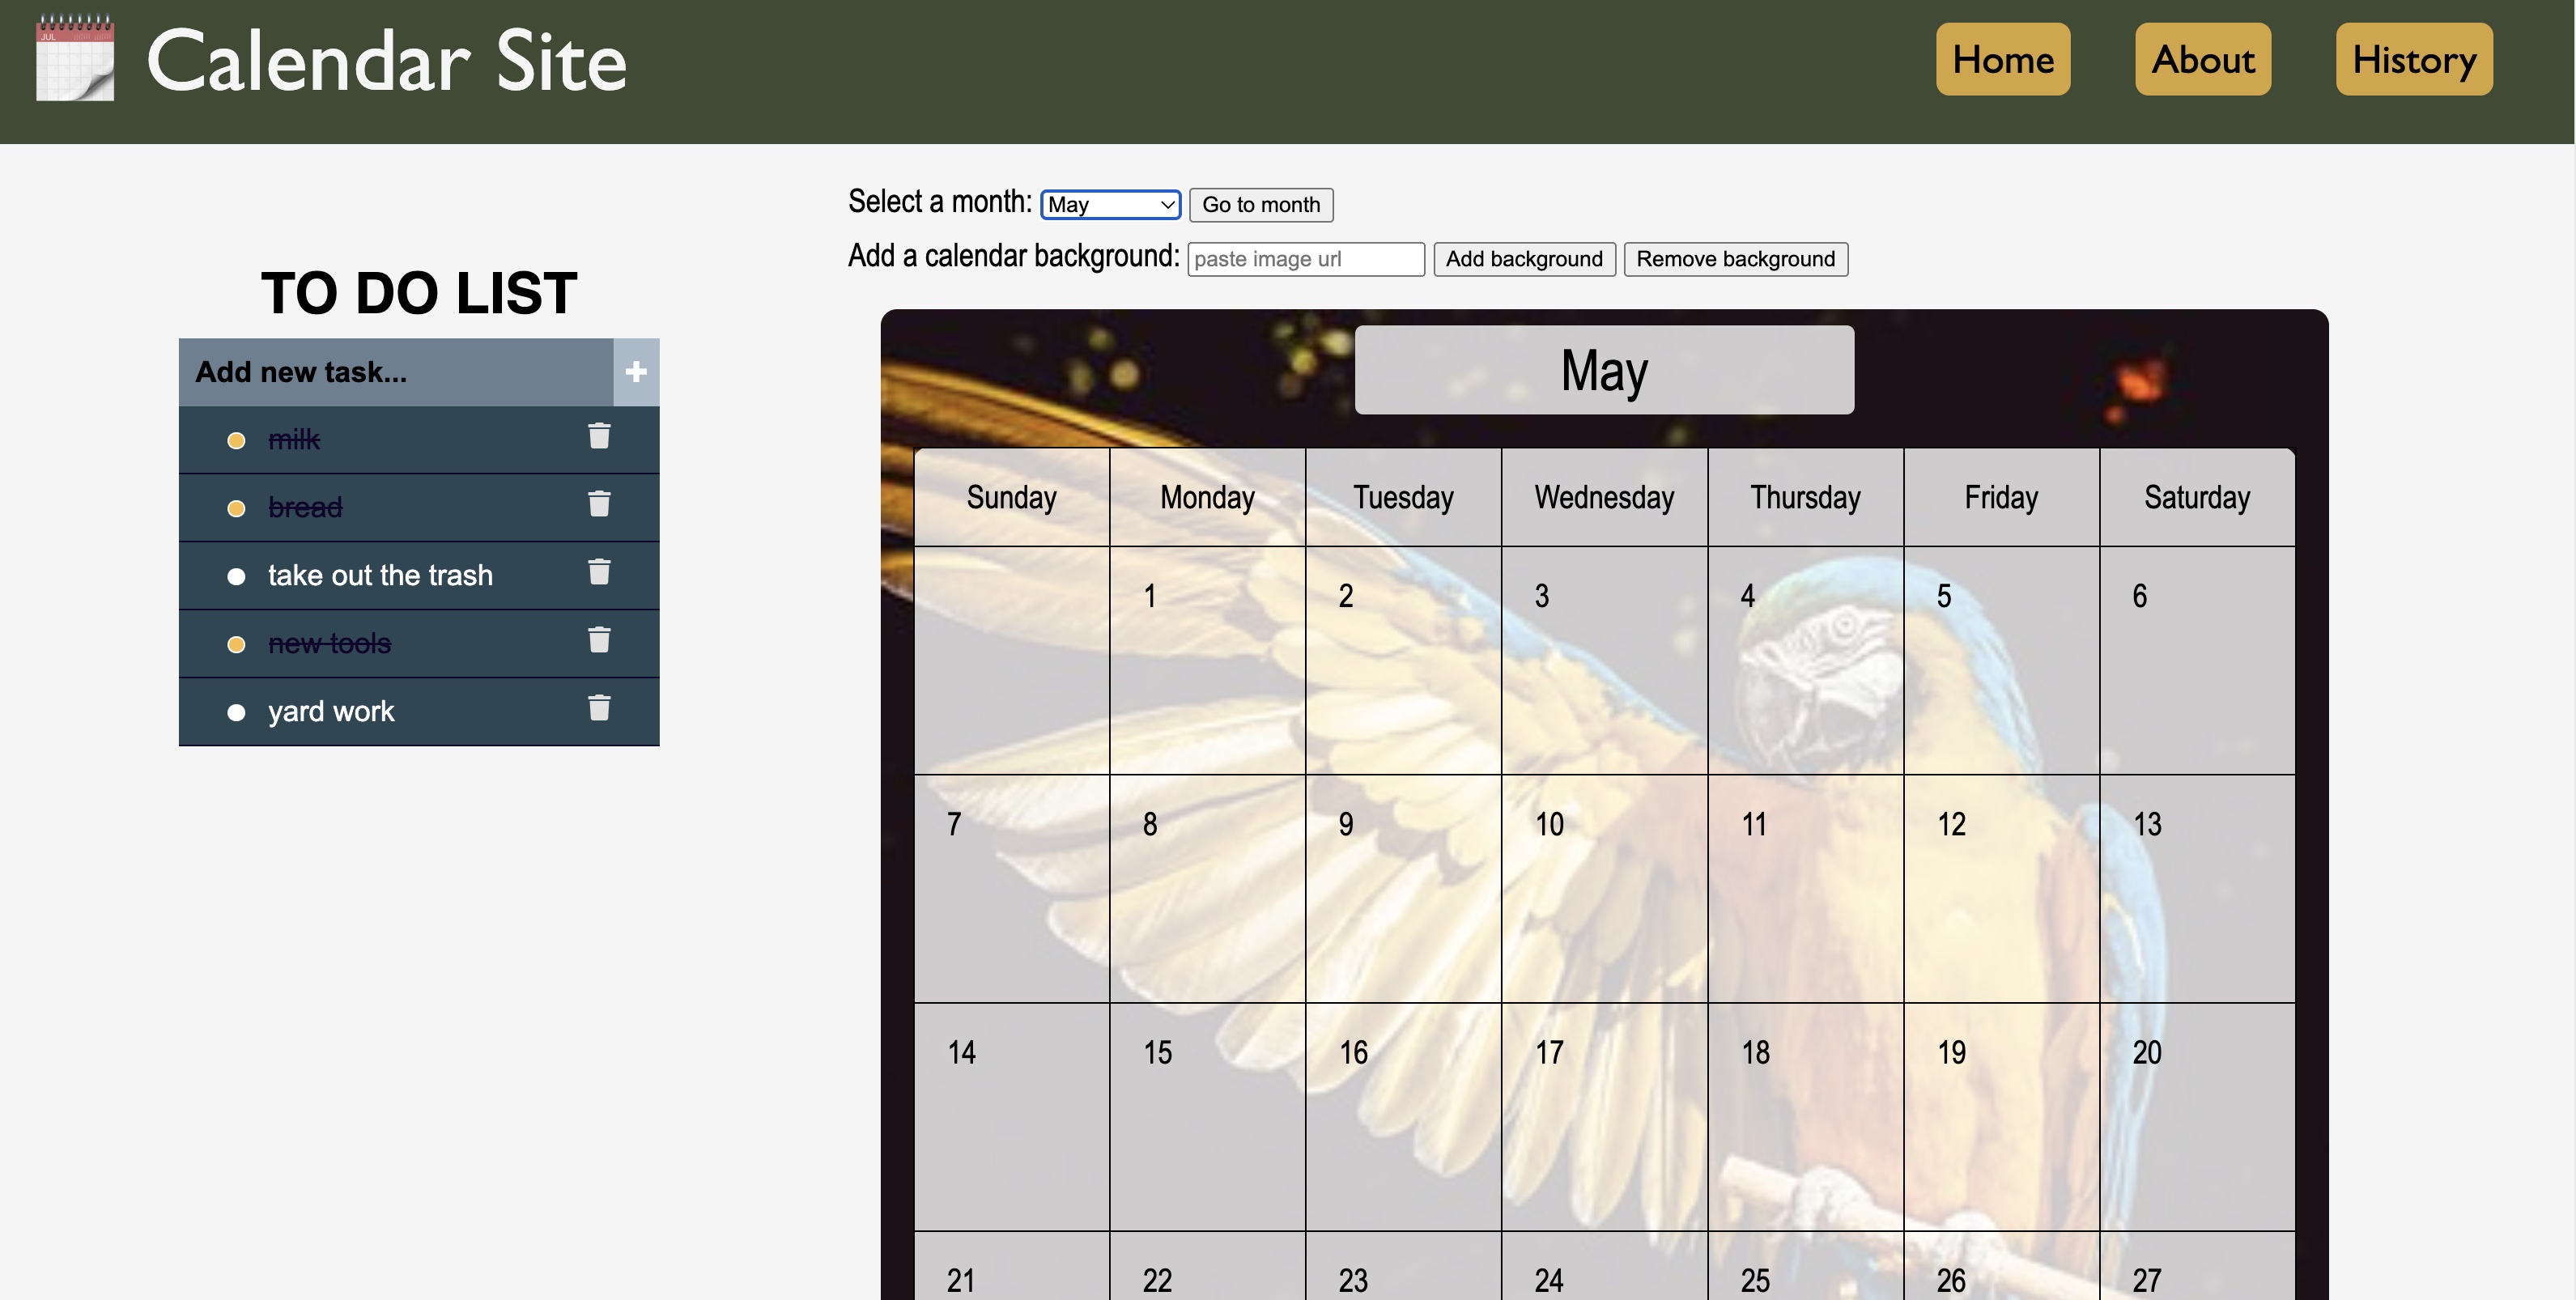 JUL
Calendar Site
Home About History
Select a month: May Go to month
Add a calendar background: paste image url Add background Remove background
TO DO LIST
Add new task...
milk
bread
take out the trash
new tools
yard work
May
Sunday Monday Tuesday Wednesday Thursday Friday Saturday
1 2 3 4 5 6
7 8 9 10 11 12 13
14 15 16 17 18 19 20
21 22 23 24 25 26 27